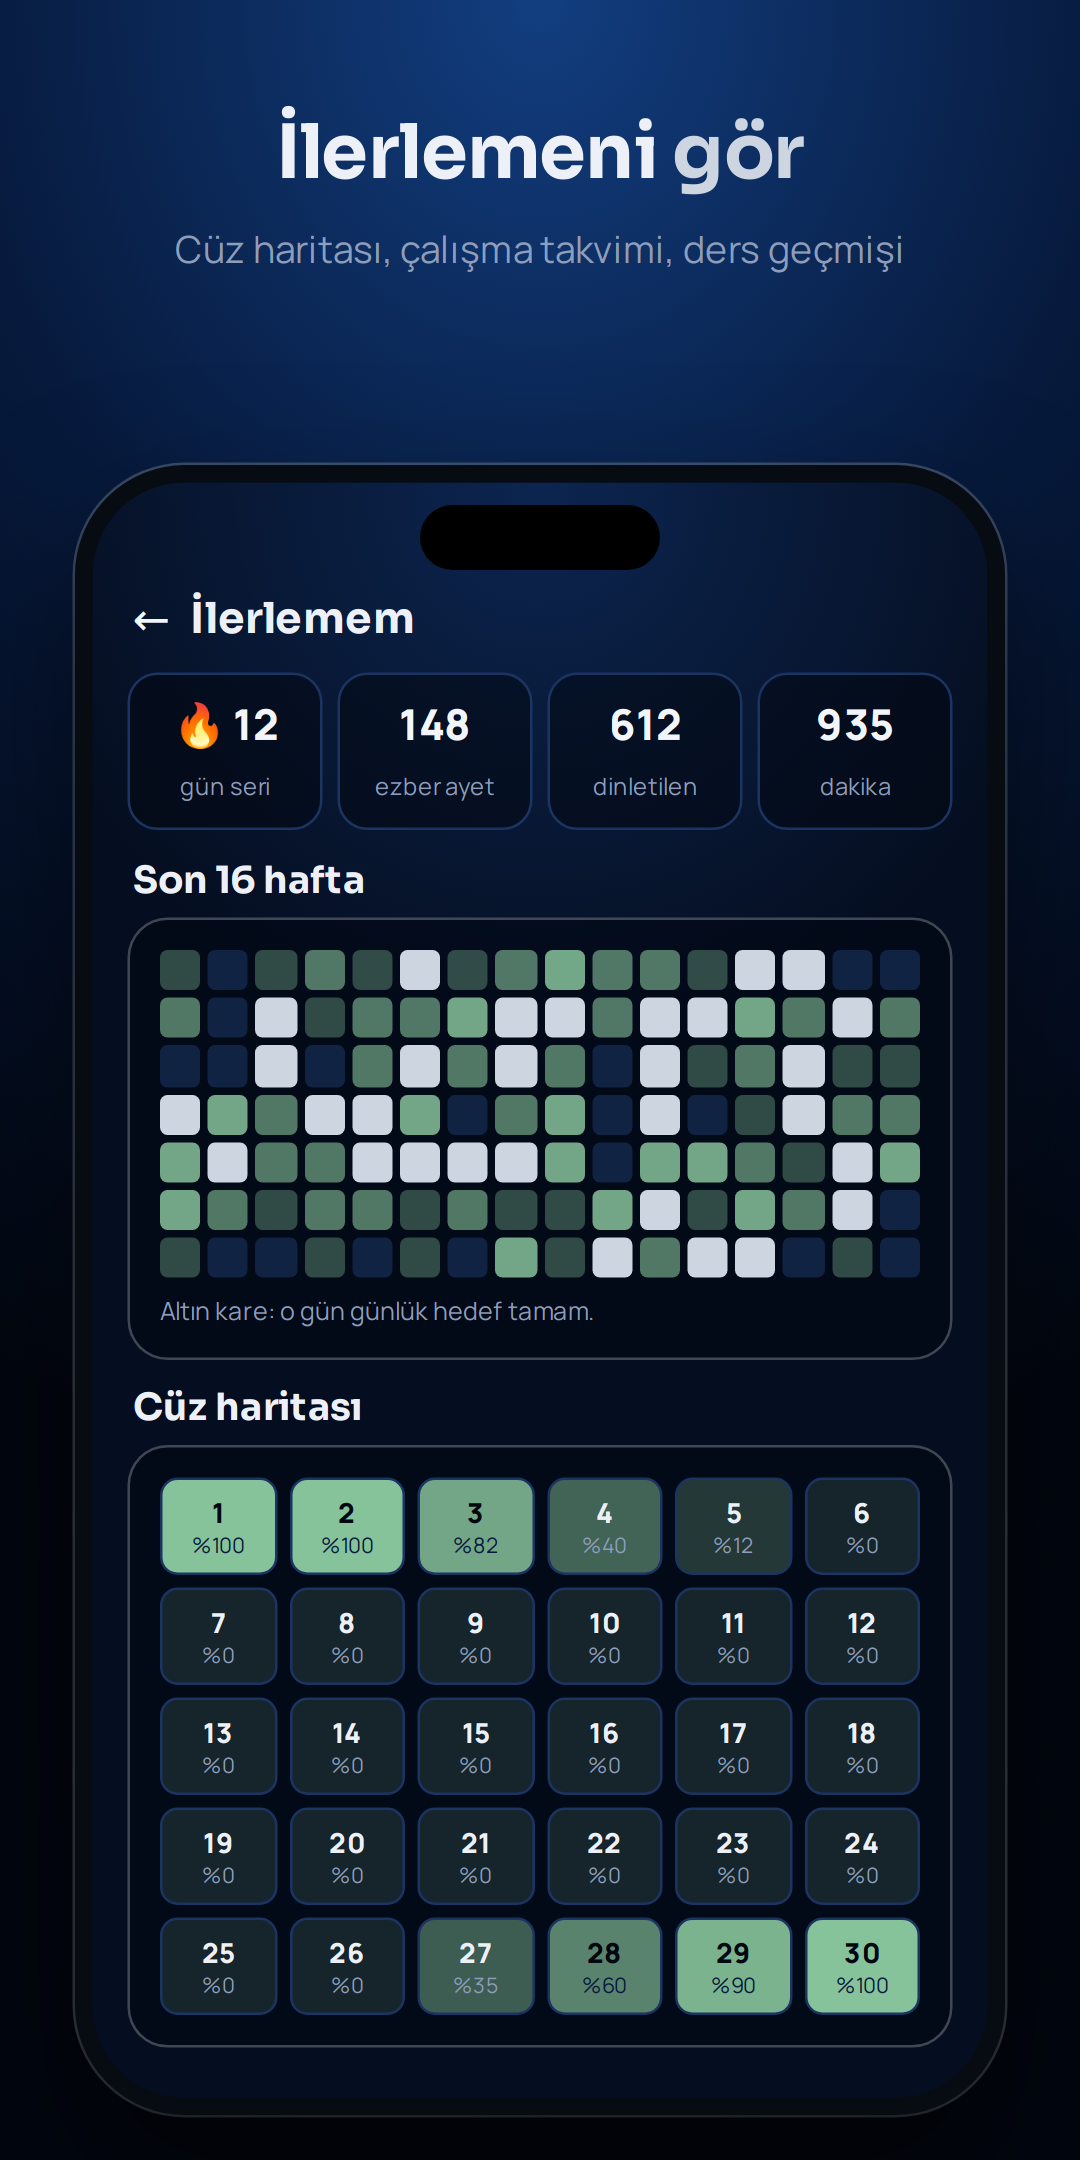 İlerlemeni gör
Cüz haritası, çalışma takvimi, ders geçmişi
← İlerlemem
🔥 12 148 612 935
gün seri ezber ayet dinletilen dakika
Son 16 hafta
Altın kare: o gün günlük hedef tamam.
Cüz haritası
1 2 3 4 5 6
%100 %100 %82 %40 %12 %0
7 8 9 10 11 12
%0 %0 %0 %0 %0 %0
13 14 15 16 17 18
%0 %0 %0 %0 %0 %0
19 20 21 22 23 24
%0 %0 %0 %0 %0 %0
25 26 27 28 29 30
%0 %0 %35 %60 %90 %100